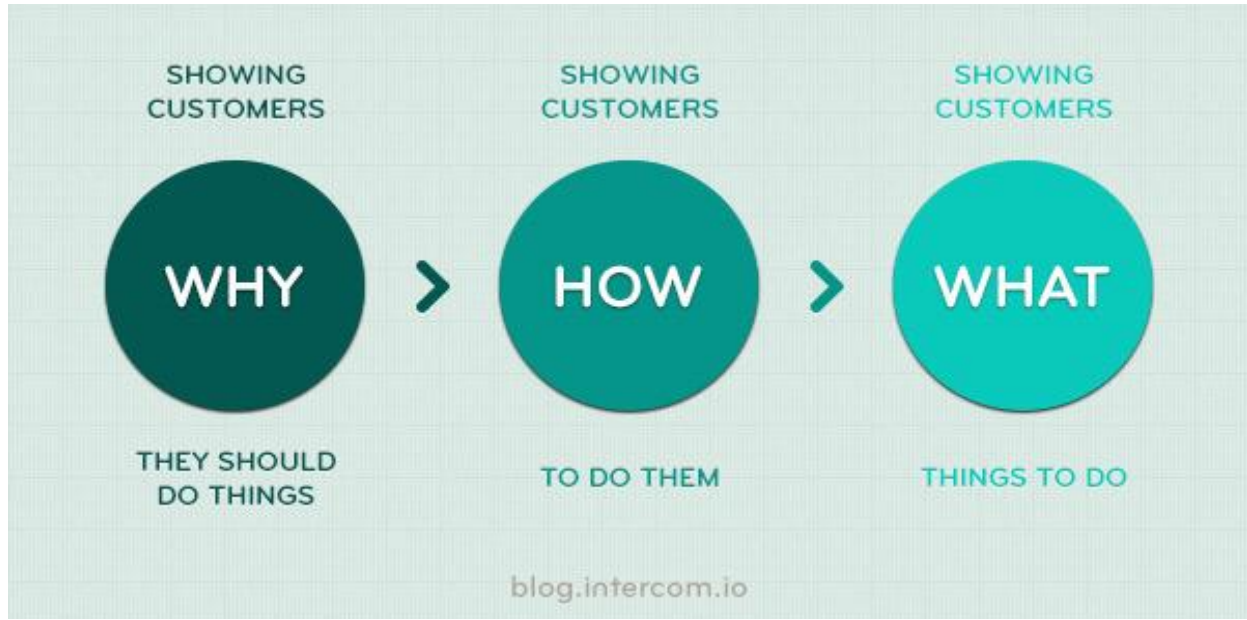 SHOWING
CUSTOMERS
WHY
THEY SHOULD
DO THINGS
>
SHOWING
CUSTOMERS
HOW
TO DO THEM
>
SHOWING
CUSTOMERS
WHAT
THINGS TO DO
blog.intercom.io